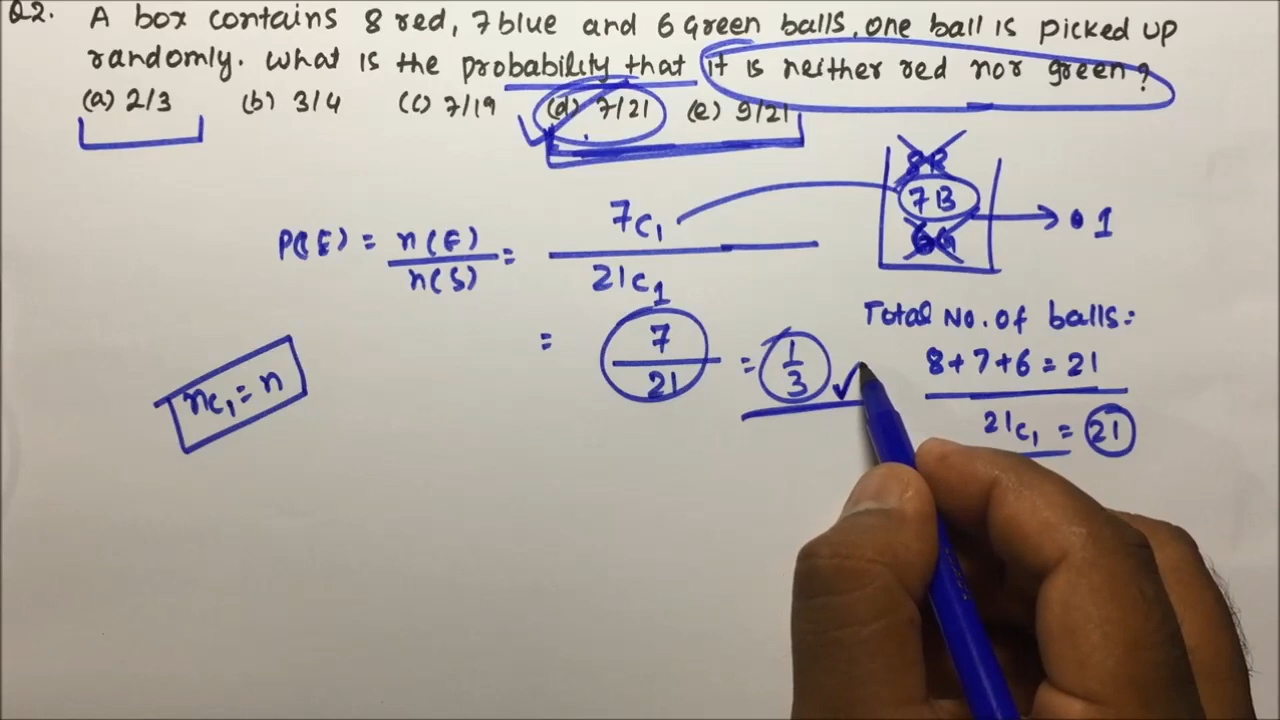 Q2. A box contains 8 red, 7 blue and 6 Green balls, one ball is picked up
randomly. What is the probability that it is neither red nor green?
(a) 2/3 (b) 3/4 (c) 7/19 (d) 7/21 (e) 9/21
8R
7B
6G
1
P(E) = n(E)/n(S) = 7c₁/21c₁
= 7/21 = 1/3
nc₁ = n
Total No. of balls:
8+7+6 = 21
21c₁ = 21